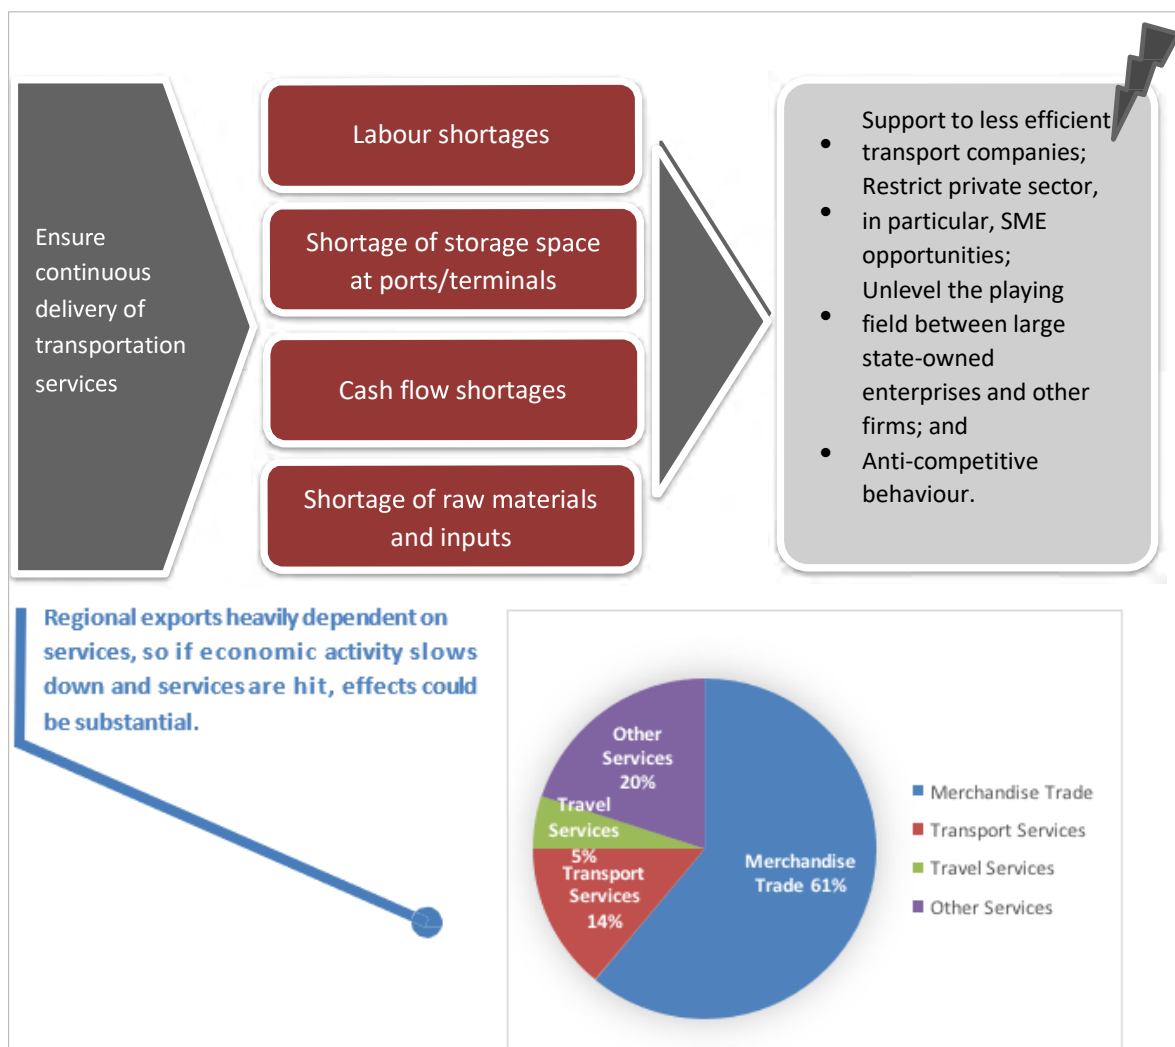 Ensure
continuous
delivery of
transportation
services
Labour shortages
Shortage of storage space
at ports/terminals
Cash flow shortages
Shortage of raw materials
and inputs
Support to less efficient
• transport companies;
Restrict private sector,
• in particular, SME
opportunities;
Unlevel the playing
• field between large
state-owned
enterprises and other
firms; and
• Anti-competitive
behaviour.
Regional exports heavily dependent on
services, so if economic activity slows
down and services are hit, effects could
be substantial.
Other
Services
20%
Travel
Services
5%
Transport
Services
14%
Merchandise
Trade 61%
Merchandise Trade
Transport Services
Travel Services
Other Services